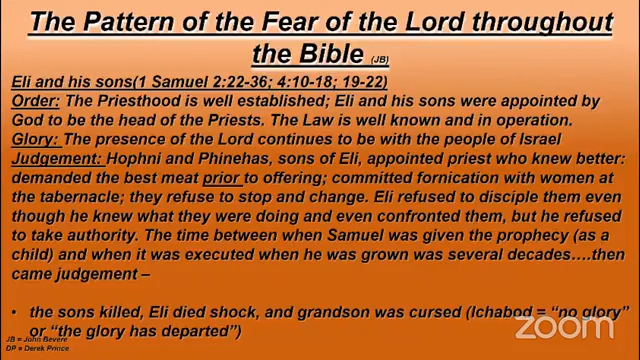 The Pattern of the Fear of the Lord throughout
the Bible (JB)
Eli and his sons(1 Samuel 2:22-36; 4:10-18; 19-22)
Order: The Priesthood is well established; Eli and his sons were appointed by
God to be the head of the Priests. The Law is well known and in operation.
Glory: The presence of the Lord continues to be with the people of Israel
Judgement: Hophni and Phinehas, sons of Eli, appointed priest who knew better:
demanded the best meat prior to offering; committed fornication with women at
the tabernacle; they refuse to stop and change. Eli refused to disciple them even
though he knew what they were doing and even confronted them, but he refused
to take authority. The time between when Samuel was given the prophecy (as a
child) and when it was executed when he was grown was several decades….then
came judgement –
• the sons killed, Eli died shock, and grandson was cursed (Ichabod = “no glory”
or “the glory has departed”)
JB = John Bevere
DP = Derek Prince
zoom